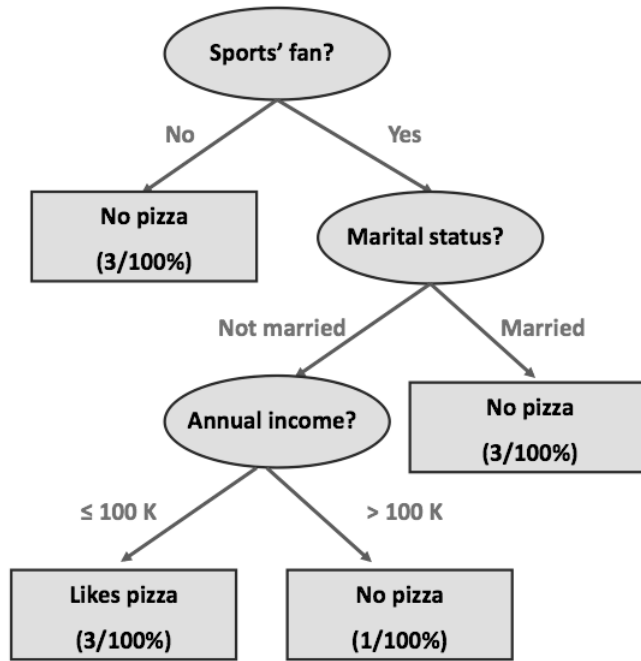 Sports’ fan?
No
Yes
No pizza
(3/100%)
Marital status?
Not married
Married
Annual income?
No pizza
(3/100%)
≤ 100 K
> 100 K
Likes pizza
(3/100%)
No pizza
(1/100%)